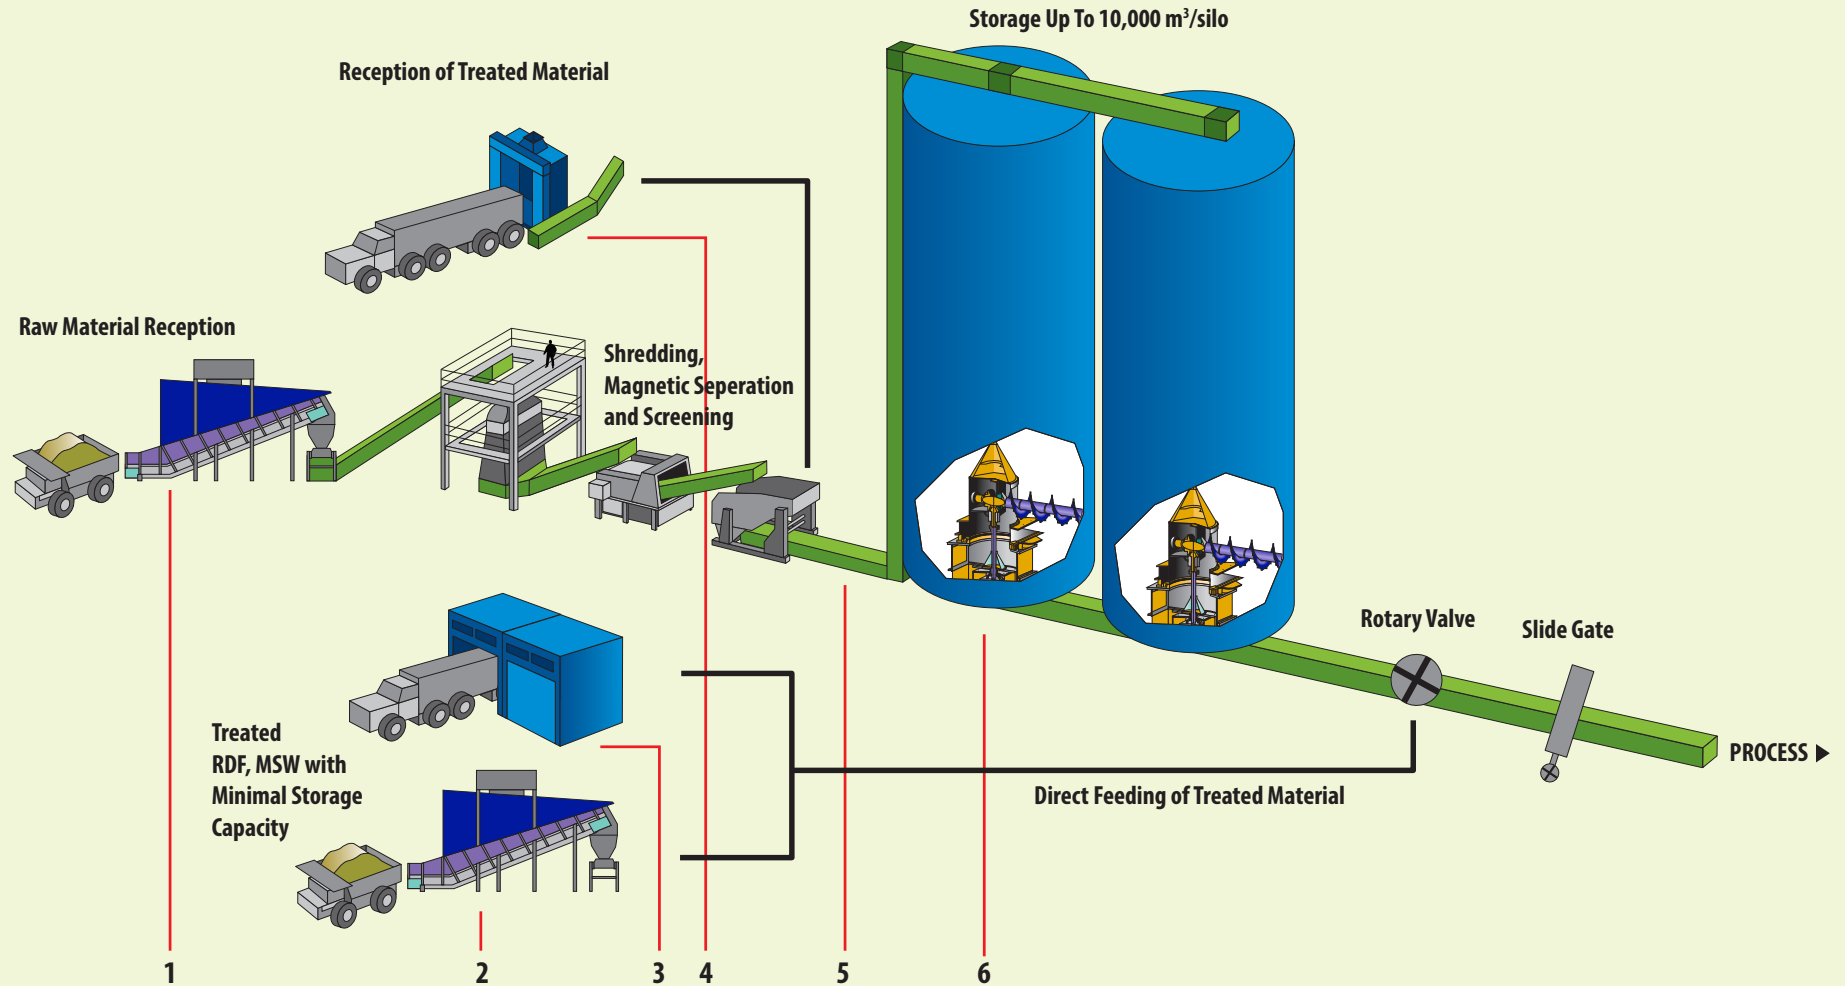 Storage Up To 10,000 m³/silo
Reception of Treated Material
Raw Material Reception
Shredding,
Magnetic Seperation
and Screening
Rotary Valve
Slide Gate
Treated
RDF, MSW with
Minimal Storage
Capacity
PROCESS ►
Direct Feeding of Treated Material
1 2 3 4 5 6